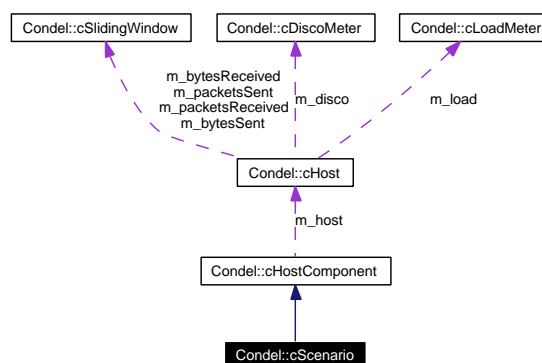 Condel::cSlidingWindow
Condel::cDiscoMeter
Condel::cLoadMeter
m_bytesReceived
m_packetsSent
m_packetsReceived
m_bytesSent
m_disco
m_load
Condel::cHost
m_host
Condel::cHostComponent
Condel::cScenario